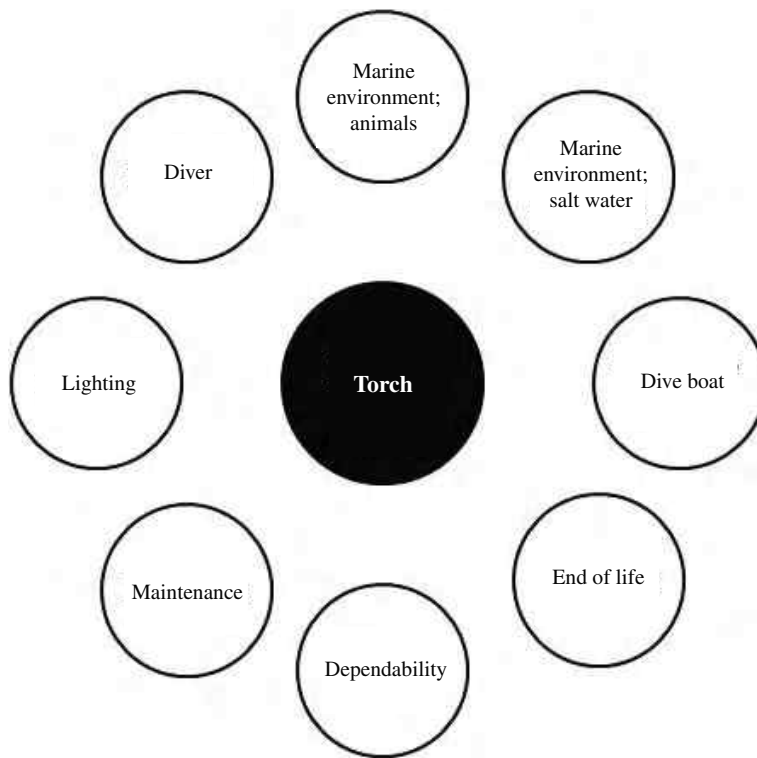 Marine
environment;
animals
Diver
Marine
environment;
salt water
Lighting
Torch
Dive boat
Maintenance
End of life
Dependability